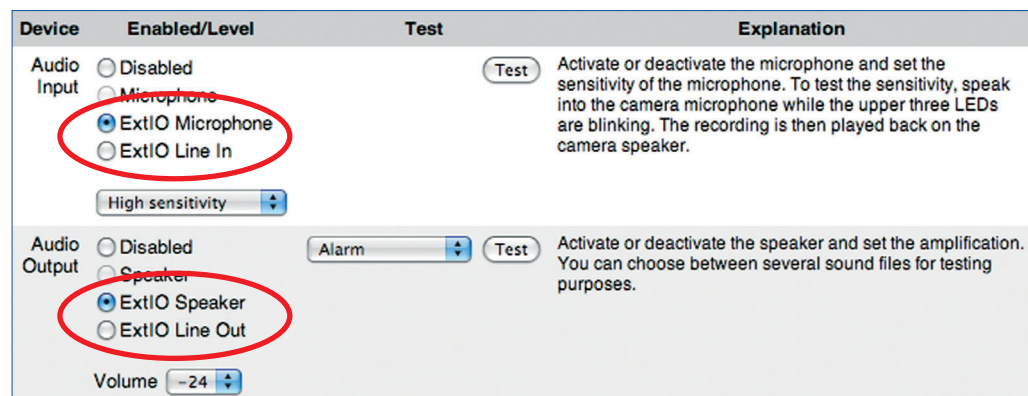 Device Enabled/Level Test Explanation
Audio Input
Disabled
Microphone
ExtIO Microphone
ExtIO Line In
High sensitivity
Test
Activate or deactivate the microphone and set the
sensitivity of the microphone. To test the sensitivity, speak
into the camera microphone while the upper three LEDs
are blinking. The recording is then played back on the
camera speaker.
Audio
Output
Disabled
Speaker
ExtIO Speaker
ExtIO Line Out
Volume -24
Alarm
Test
Activate or deactivate the speaker and set the amplification.
You can choose between several sound files for testing
purposes.